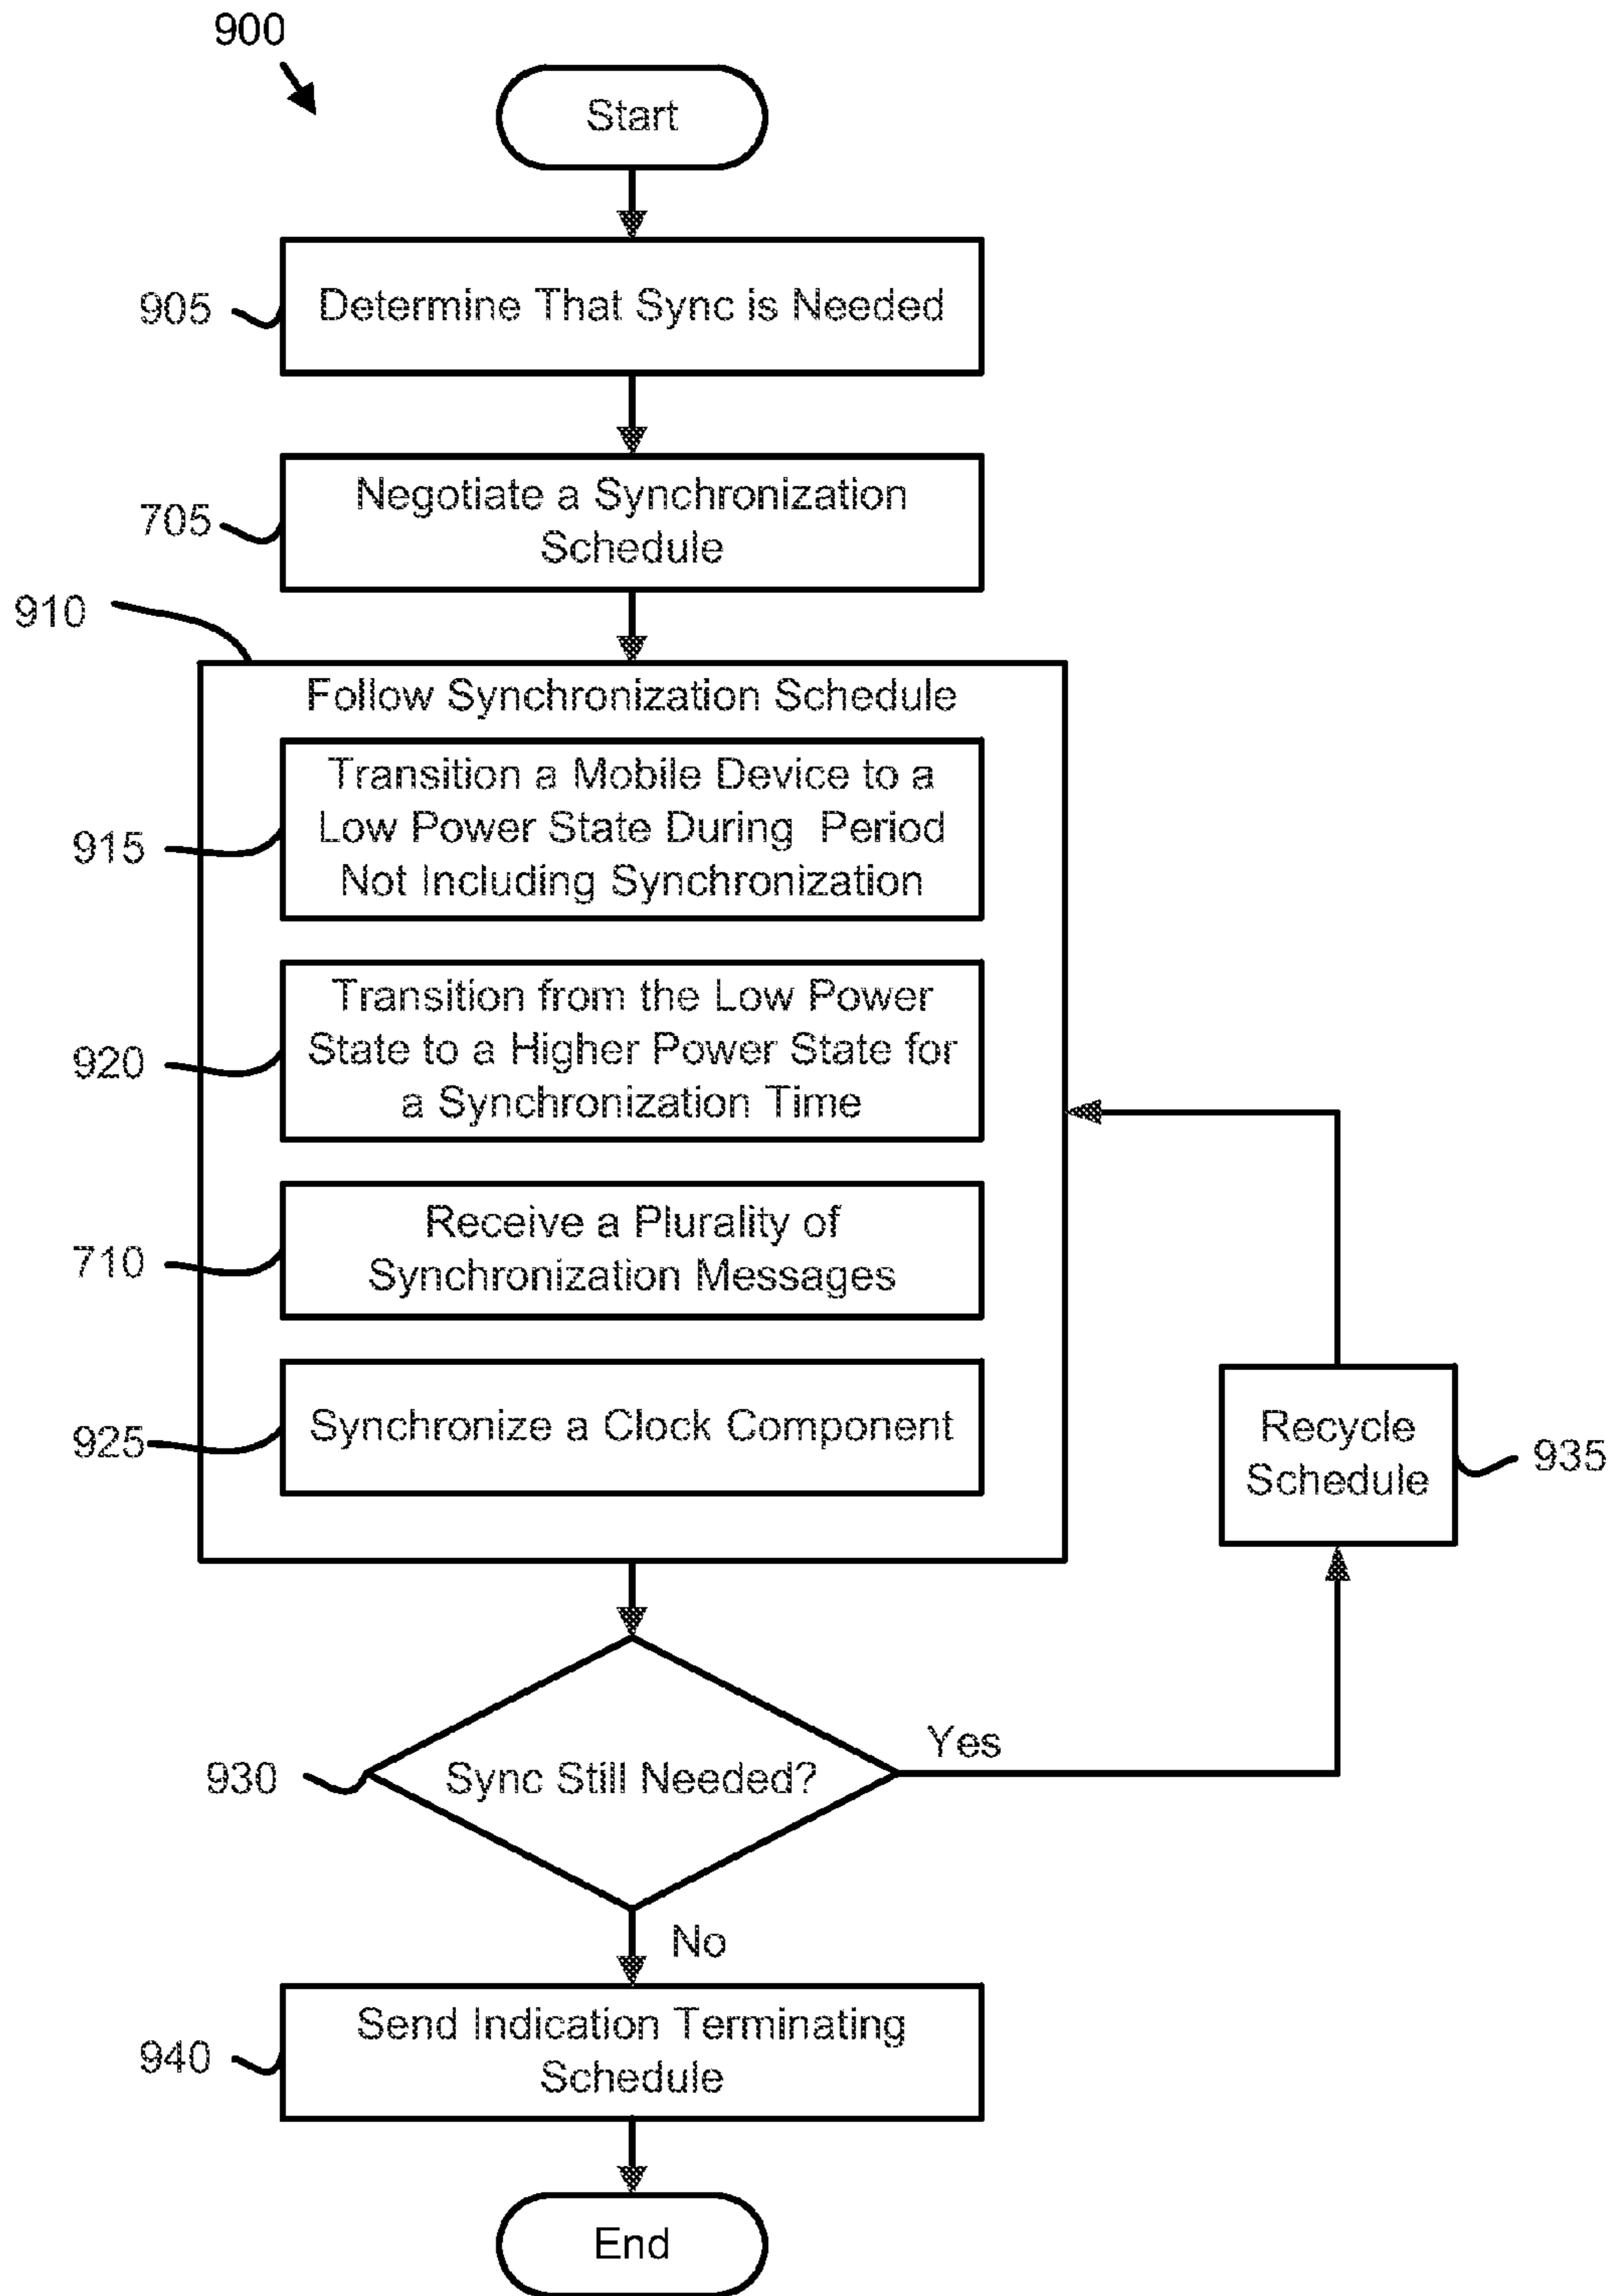 900
Start
905
Determine That Sync is Needed
705
Negotiate a Synchronization
Schedule
910
Follow Synchronization Schedule
915
Transition a Mobile Device to a
Low Power State During Period
Not Including Synchronization
920
Transition from the Low Power
State to a Higher Power State for
a Synchronization Time
710
Receive a Plurality of
Synchronization Messages
925
Synchronize a Clock Component
Recycle
Schedule
935
930
Sync Still Needed?
Yes
No
940
Send Indication Terminating
Schedule
End